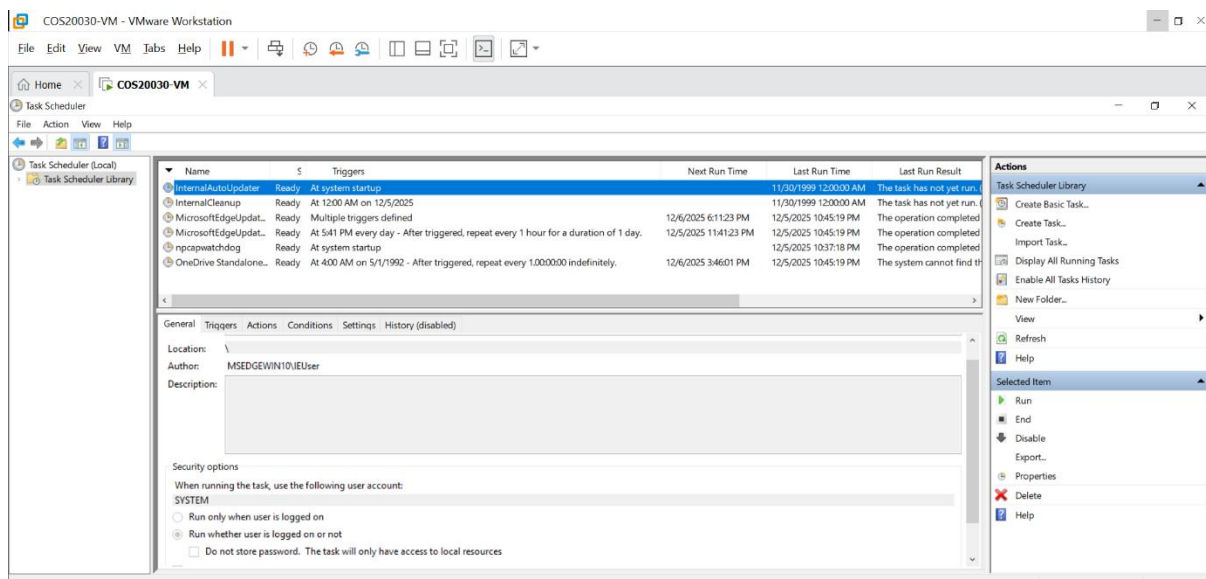 COS20030-VM - VMware Workstation
File Edit View VM Tabs Help
Home COS20030-VM
Task Scheduler
File Action View Help
Task Scheduler (Local)
Task Scheduler Library
Name S Triggers Next Run Time Last Run Time Last Run Result
InternalAutoUpdater Ready At system startup 11/30/1999 12:00:00 AM The task has not yet run. (
InternalCleanup Ready At 12:00 AM on 12/5/2025 11/30/1999 12:00:00 AM The task has not yet run. (
MicrosoftEdgeUpdat... Ready Multiple triggers defined 12/6/2025 6:11:23 PM 12/5/2025 10:45:19 PM The operation completed
MicrosoftEdgeUpdat... Ready At 5:41 PM every day - After triggered, repeat every 1 hour for a duration of 1 day. 12/5/2025 11:41:23 PM 12/5/2025 10:45:19 PM The operation completed
npcapwatchdog Ready At system startup 12/5/2025 10:37:18 PM The operation completed
OneDrive Standalone... Ready At 4:00 AM on 5/1/1992 - After triggered, repeat every 1.00:00:00 indefinitely. 12/6/2025 3:46:01 PM 12/5/2025 10:45:19 PM The system cannot find th
General Triggers Actions Conditions Settings History (disabled)
Location: \
Author: MSEDGEWIN10\IEUser
Description:
Security options
When running the task, use the following user account:
SYSTEM
Run only when user is logged on
Run whether user is logged on or not
Do not store password. The task will only have access to local resources
Actions
Task Scheduler Library
Create Basic Task...
Create Task...
Import Task...
Display All Running Tasks
Enable All Tasks History
New Folder...
View
Refresh
Help
Selected Item
Run
End
Disable
Export...
Properties
Delete
Help